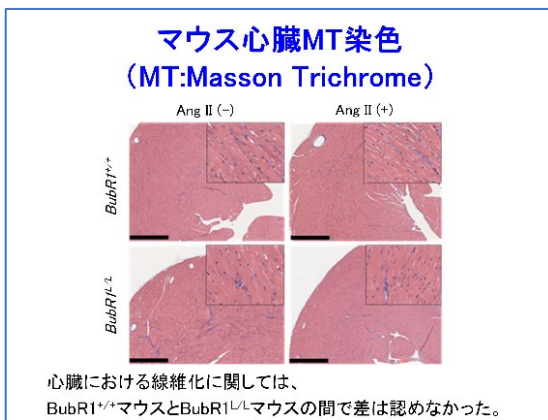 マウス心臓MT染色
(MT:Masson Trichrome)
Ang II (-)
Ang II (+)
BubR1+/+
BubR1L/L
心臓における線維化に関しては、
BubR1+/+マウスとBubR1L/Lマウスの間で差は認めなかった。